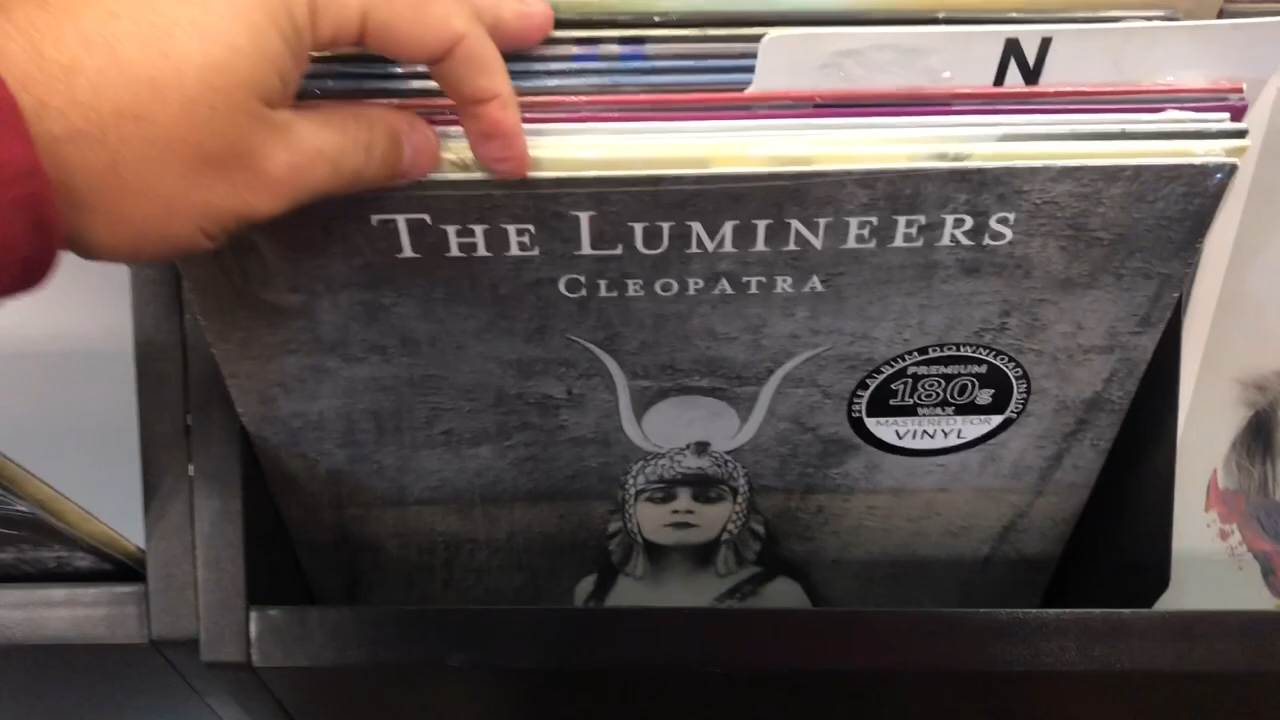 N
THE LUMINEERS
CLEOPATRA
FREE ALBUM DOWNLOAD INSIDE
PREMIUM
180g
WAX
MASTERED FOR
VINYL